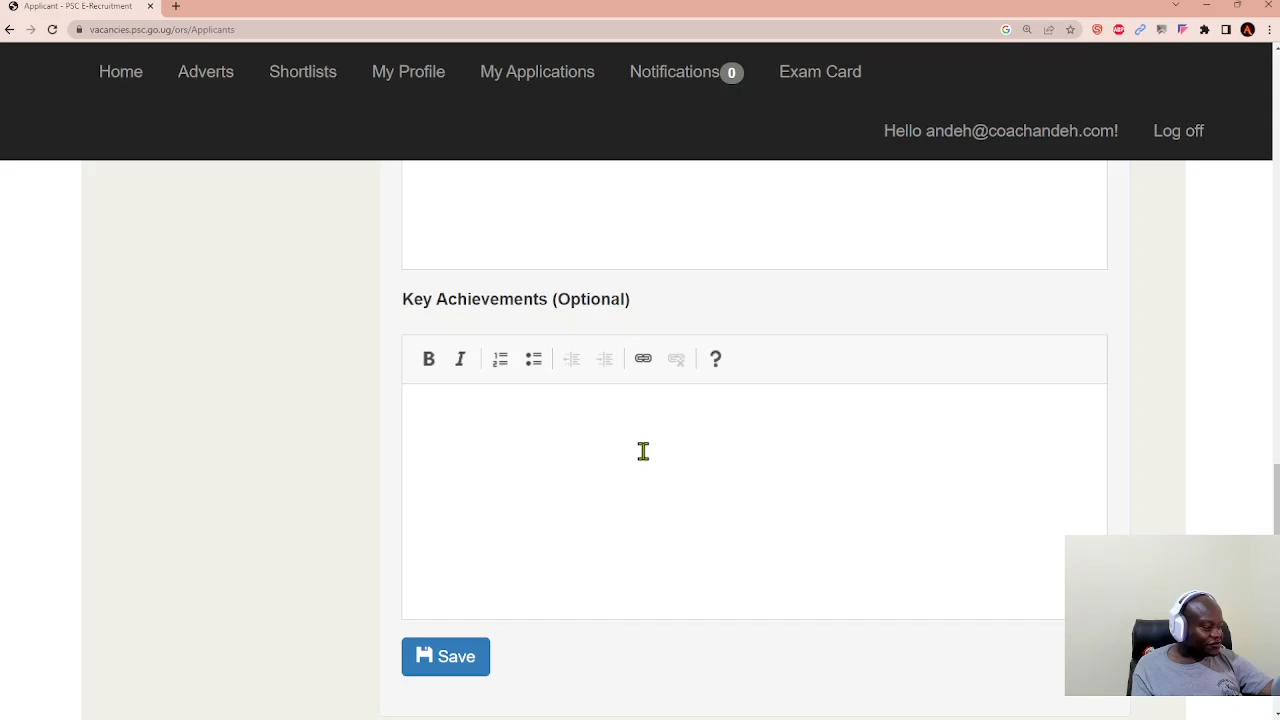 Applicant - PSC E-Recruitment
vacancies.psc.go.ug/ors/Applicants
Home Adverts Shortlists My Profile My Applications Notifications 0 Exam Card
Hello andeh@coachandeh.com! Log off
Key Achievements (Optional)
B I ?
Save